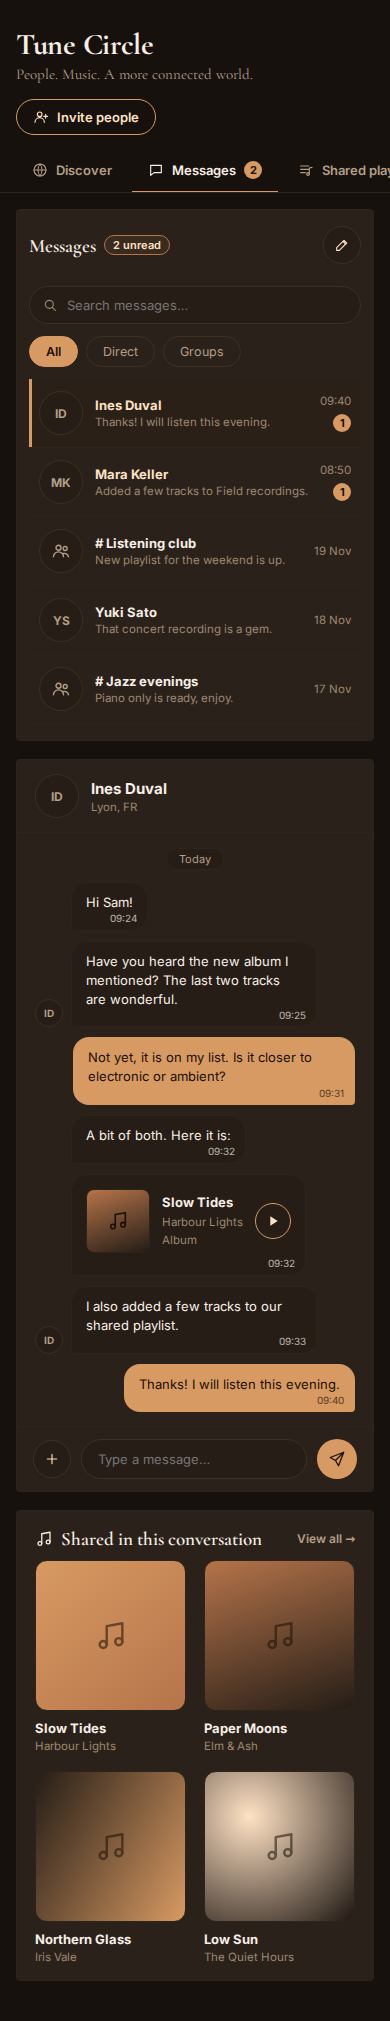 Tune Circle
People. Music. A more connected world.
Invite people
Discover
Messages 2
Shared play
Messages 2 unread
Search messages...
All Direct Groups
ID
Ines Duval
09:40
Thanks! I will listen this evening.
1
MK
Mara Keller
08:50
Added a few tracks to Field recordings.
1
# Listening club
New playlist for the weekend is up.
19 Nov
YS
Yuki Sato
That concert recording is a gem.
18 Nov
# Jazz evenings
Piano only is ready, enjoy.
17 Nov
ID
Ines Duval
Lyon, FR
Today
Hi Sam!
09:24
Have you heard the new album I
mentioned? The last two tracks
are wonderful.
09:25
ID
Not yet, it is on my list. Is it closer to
electronic or ambient?
09:31
A bit of both. Here it is:
09:32
Slow Tides
Harbour Lights
Album
09:32
I also added a few tracks to our
shared playlist.
09:33
ID
Thanks! I will listen this evening.
09:40
Type a message...
Shared in this conversation
View all →
Slow Tides
Harbour Lights
Paper Moons
Elm & Ash
Northern Glass
Iris Vale
Low Sun
The Quiet Hours